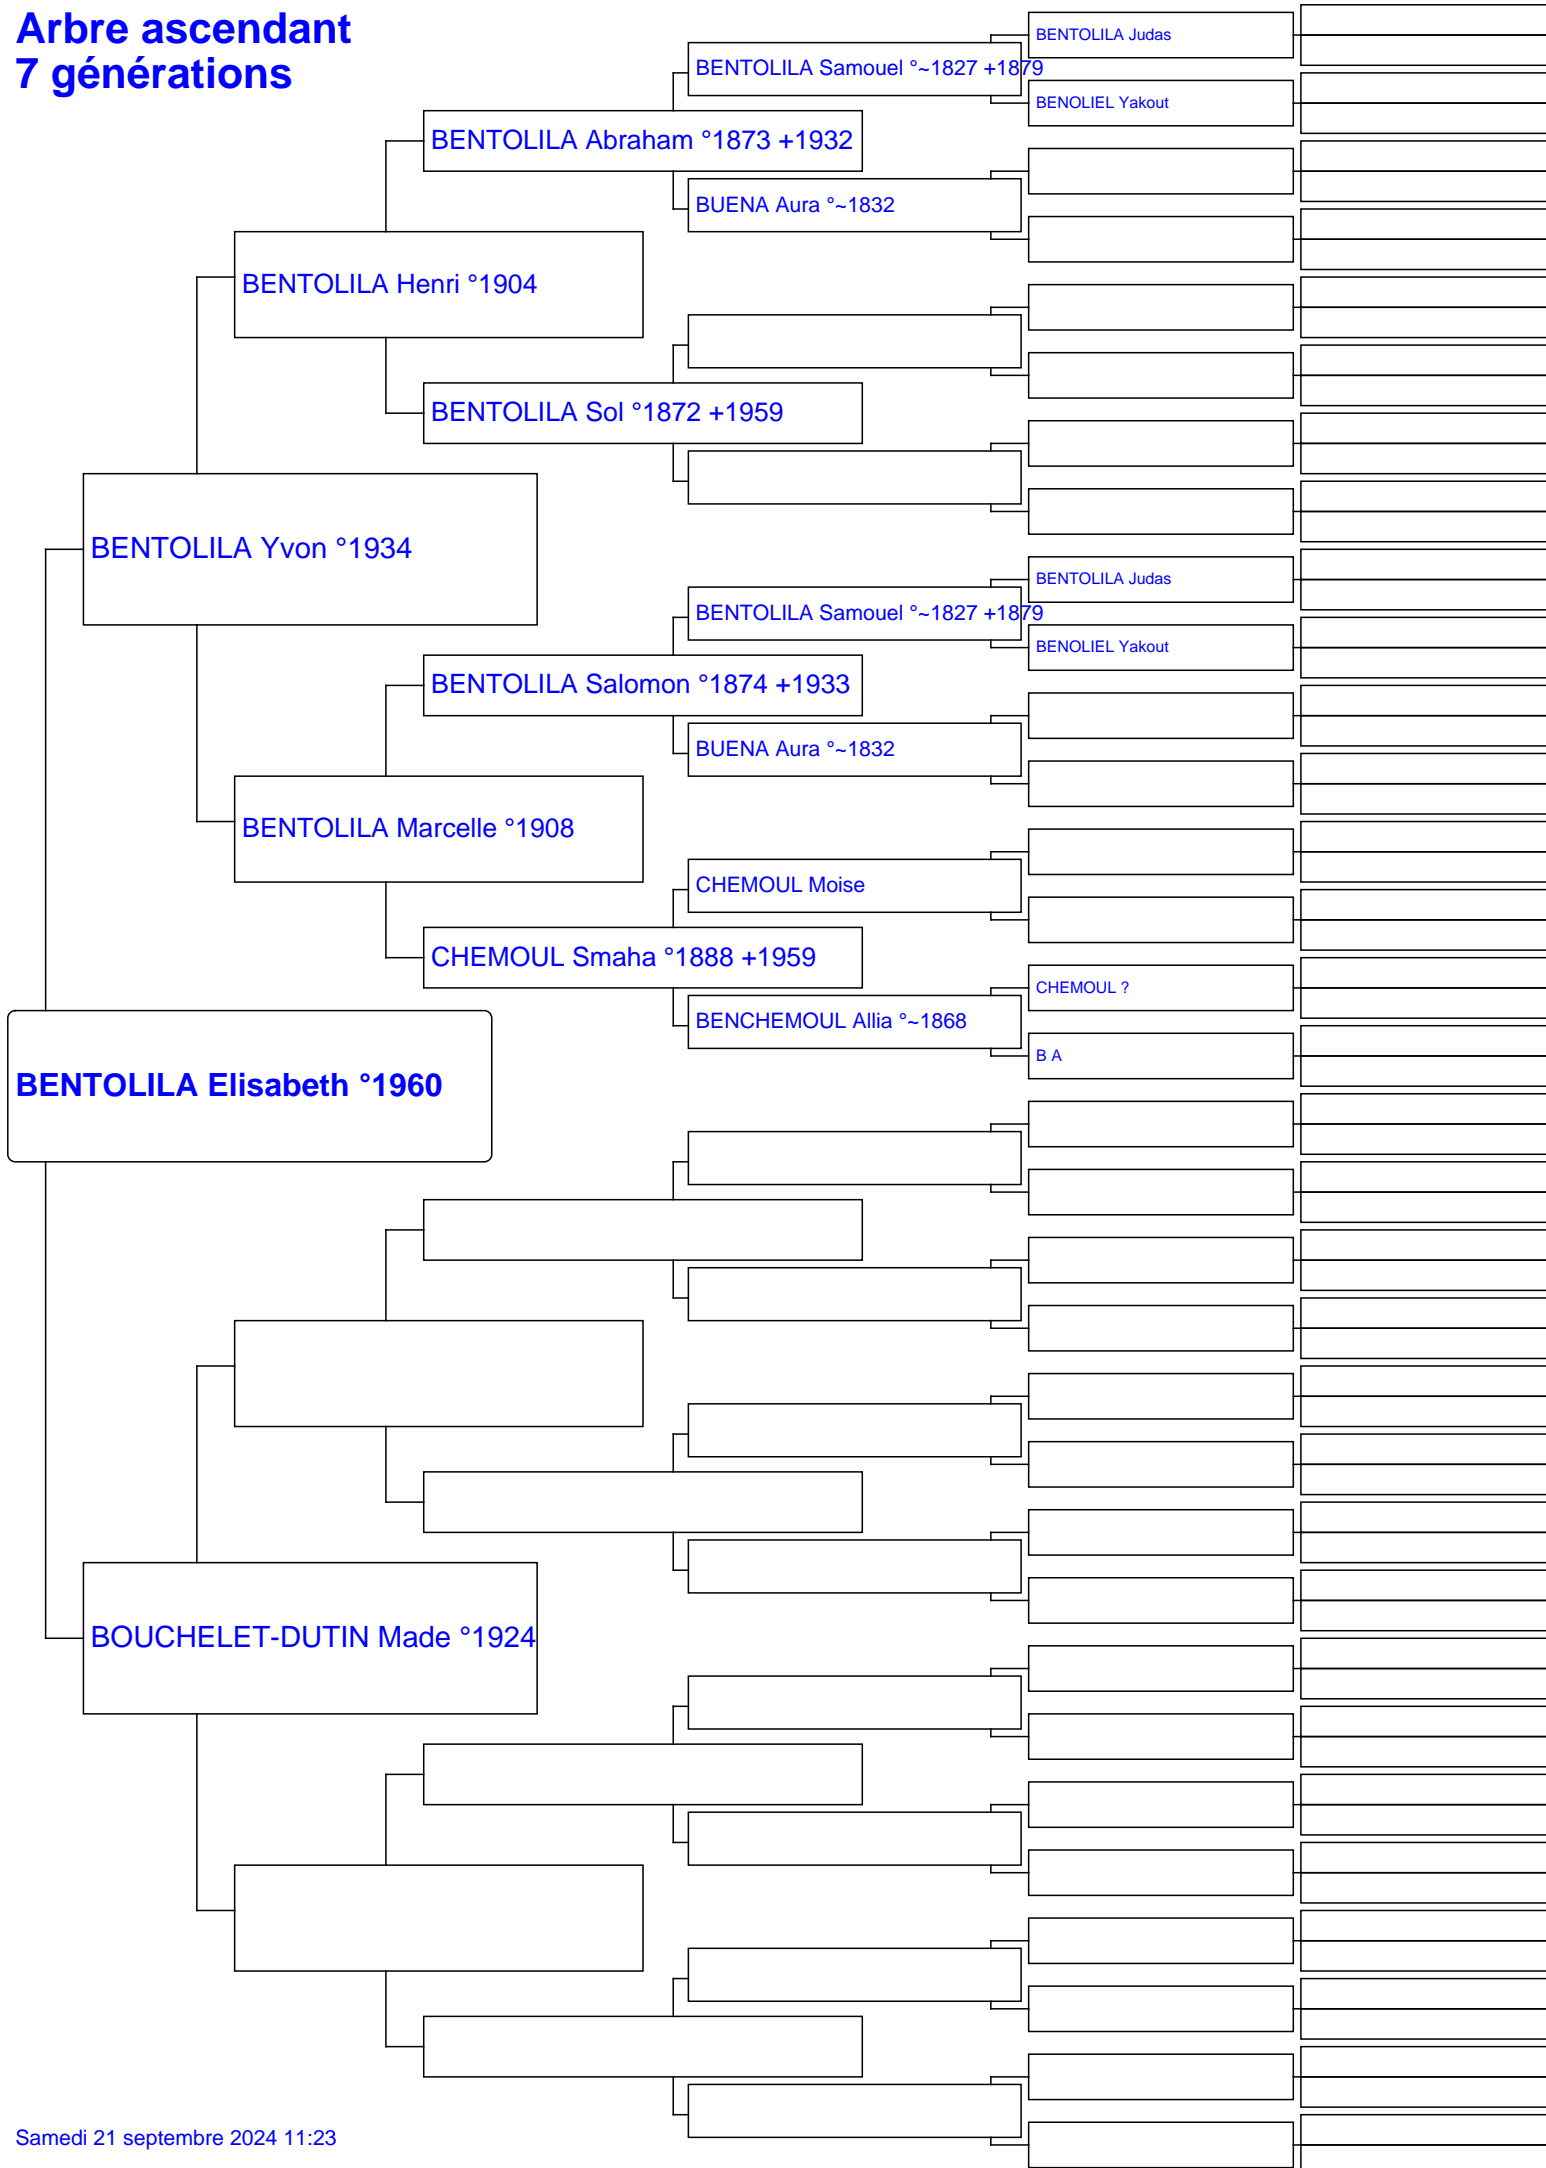 Arbre ascendant
7 générations
BENTOLILA Judas
BENTOLILA Samouel °~1827 +1879
BENOLIEL Yakout
BENTOLILA Abraham °1873 +1932
BUENA Aura °~1832
BENTOLILA Henri °1904
BENTOLILA Sol °1872 +1959
BENTOLILA Yvon °1934
BENTOLILA Judas
BENTOLILA Samouel °~1827 +1879
BENOLIEL Yakout
BENTOLILA Salomon °1874 +1933
BUENA Aura °~1832
BENTOLILA Marcelle °1908
CHEMOUL Moise
CHEMOUL Smaha °1888 +1959
CHEMOUL ?
BENCHEMOUL Allia °~1868
B A
BENTOLILA Elisabeth °1960
BOUCHELET-DUTIN Made °1924
Samedi 21 septembre 2024 11:23